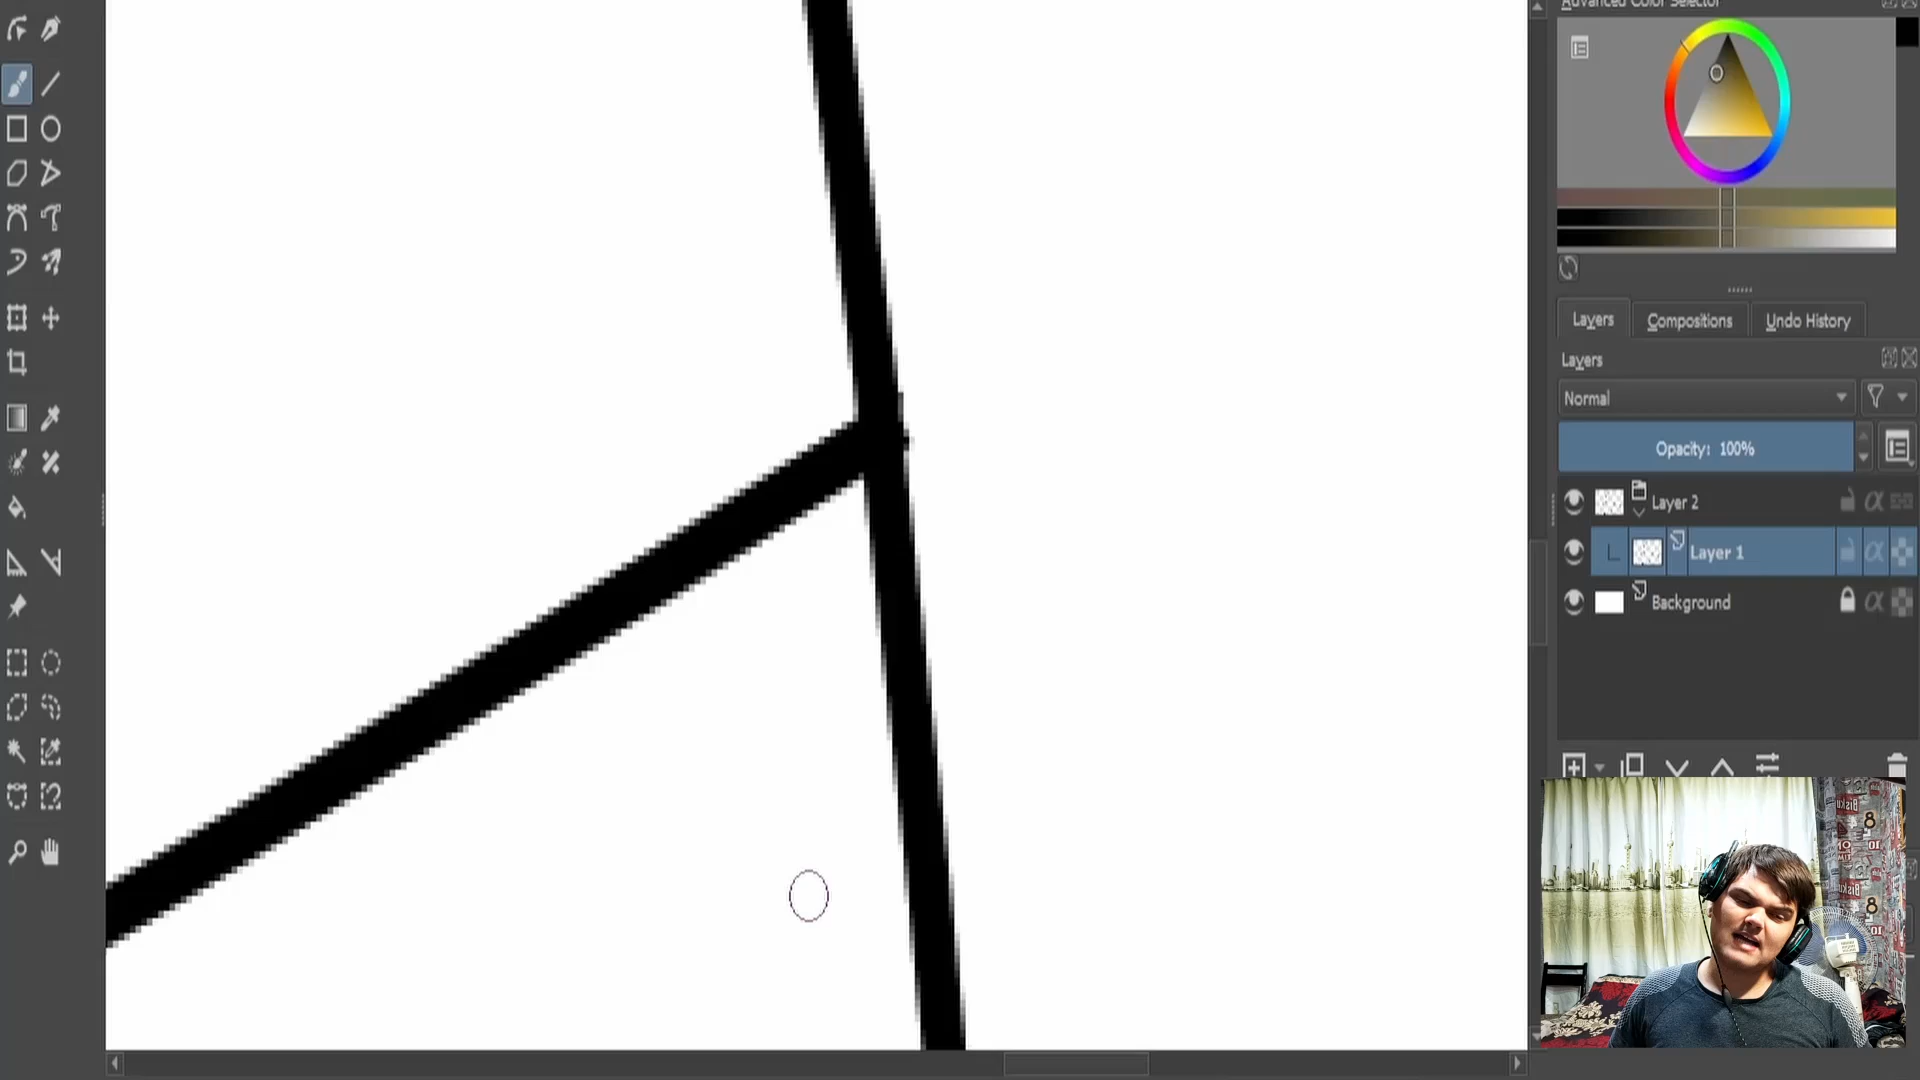 Advanced Color Selector
Layers
Compositions
Undo History
Layers
Normal
Opacity: 100%
Layer 2
Layer 1
Background